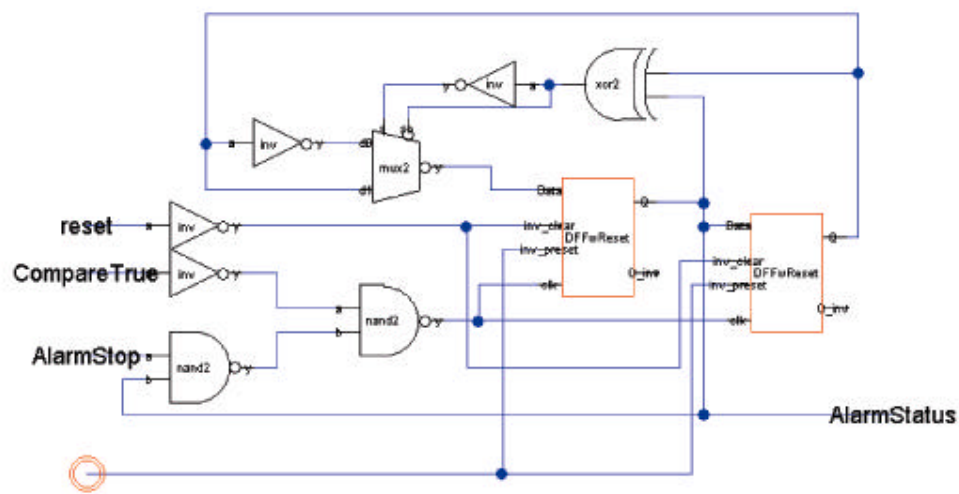 y inv a
xor2
a inv y
s sb
d0
mux2 y
d1
Data Q
reset a inv y
inv_clear
DFFwReset
inv_preset
Q_inv
clk
Data Q
inv_clear
DFFwReset
inv_preset
Q_inv
clk
CompareTrue inv y
a
nand2 y
b
AlarmStop a
nand2 y
b
AlarmStatus